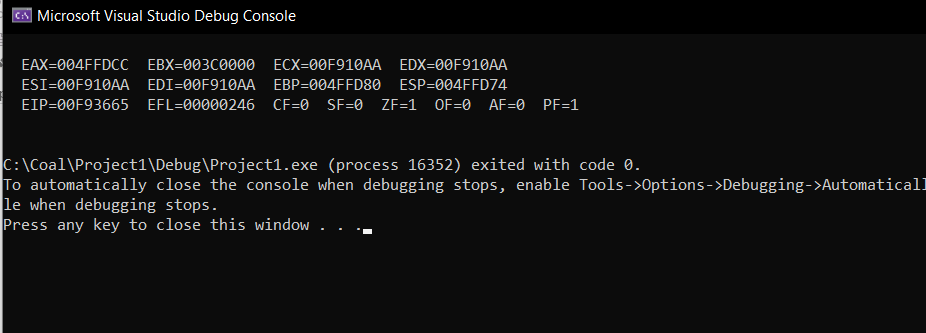 Microsoft Visual Studio Debug Console
EAX=004FFDCC EBX=003C0000 ECX=00F910AA EDX=00F910AA
ESI=00F910AA EDI=00F910AA EBP=004FFD80 ESP=004FFD74
EIP=00F93665 EFL=00000246 CF=0 SF=0 ZF=1 OF=0 AF=0 PF=1
C:\Coal\Project1\Debug\Project1.exe (process 16352) exited with code 0.
To automatically close the console when debugging stops, enable Tools->Options->Debugging->Automaticall
le when debugging stops.
Press any key to close this window . . .